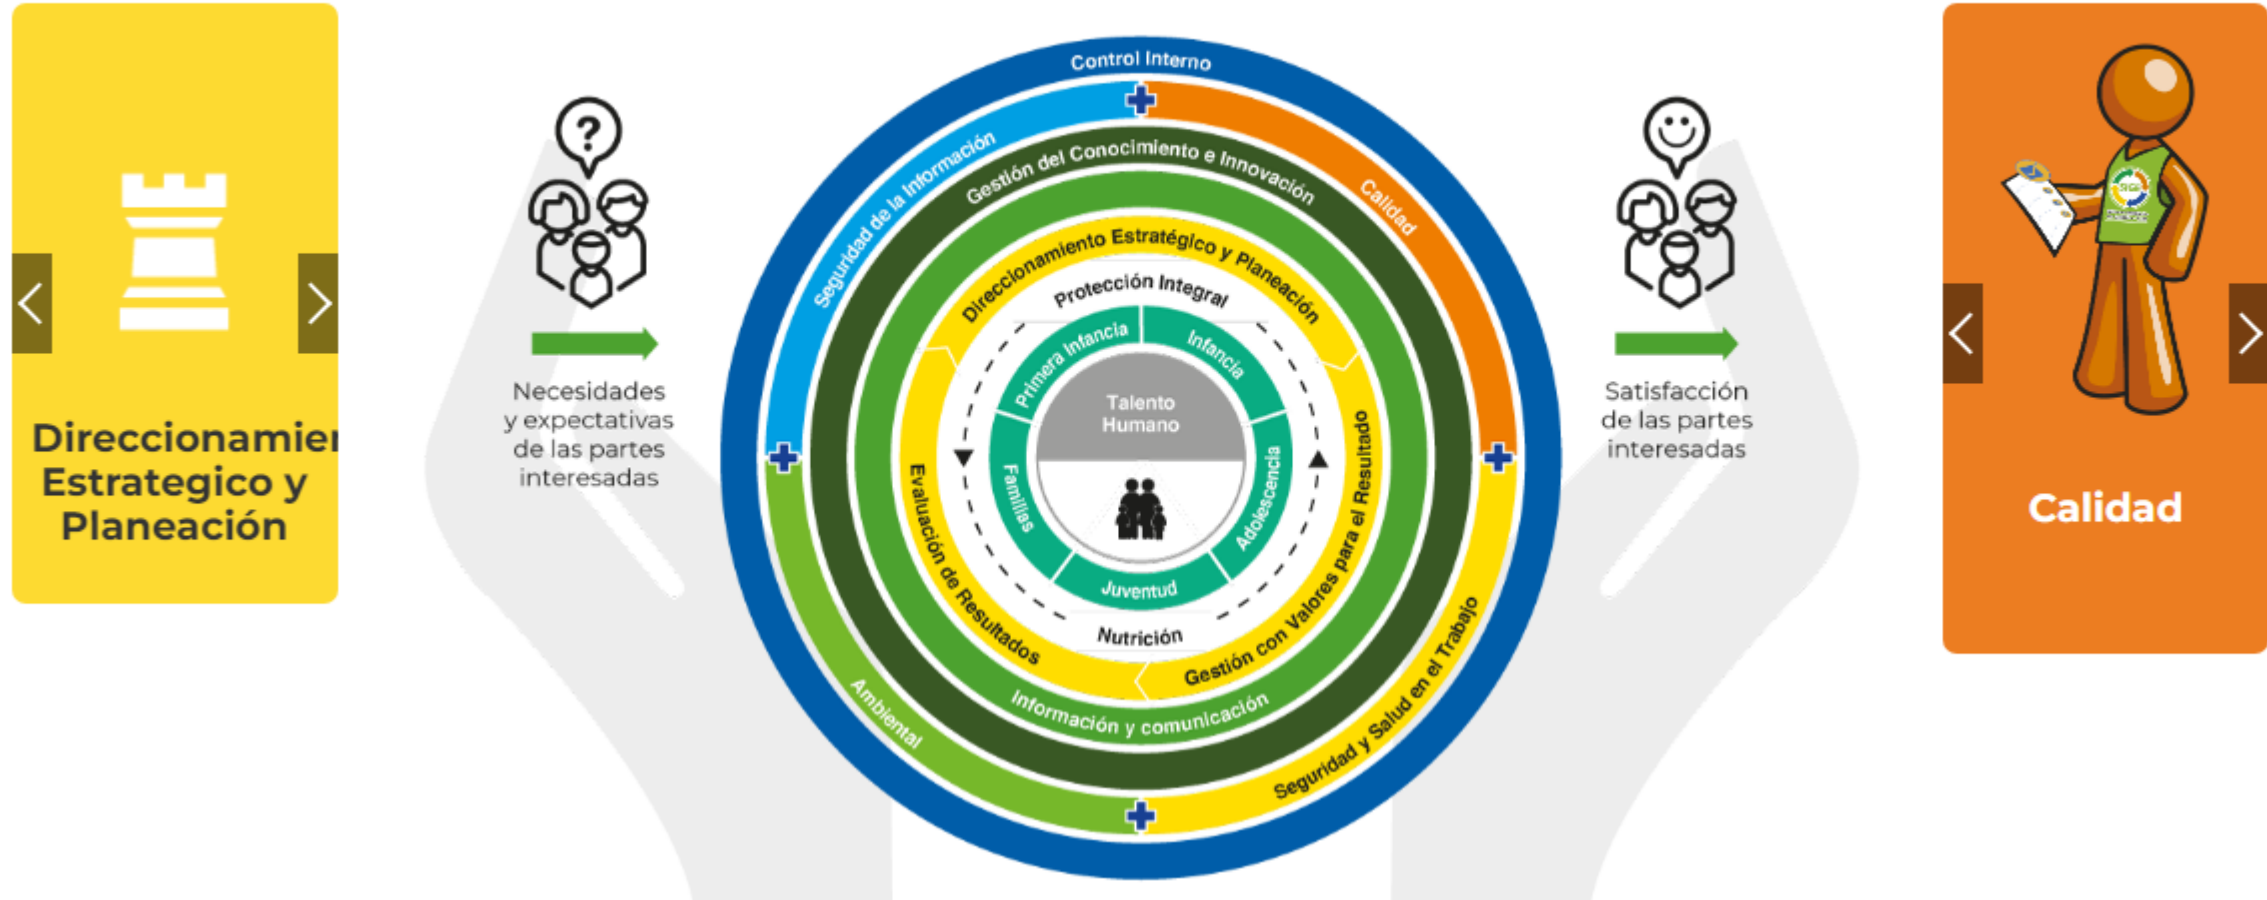 Direccionamier
Estrategico y
Planeación
?
Necesidades
y expectativas
de las partes
interesadas
Control Interno
Seguridad de la Información
Calidad
Gestión del Conocimiento e Innovación
Direccionamiento Estratégico y Planeación
Protección Integral
Primera Infancia
Infancia
Talento
Humano
Familias
Adolescencia
Juventud
Nutrición
Evaluación de Resultados
Gestión con Valores para el Resultado
Información y comunicación
Ambiental
Seguridad y Salud en el Trabajo
Satisfacción
de las partes
interesadas
SIGE
Calidad